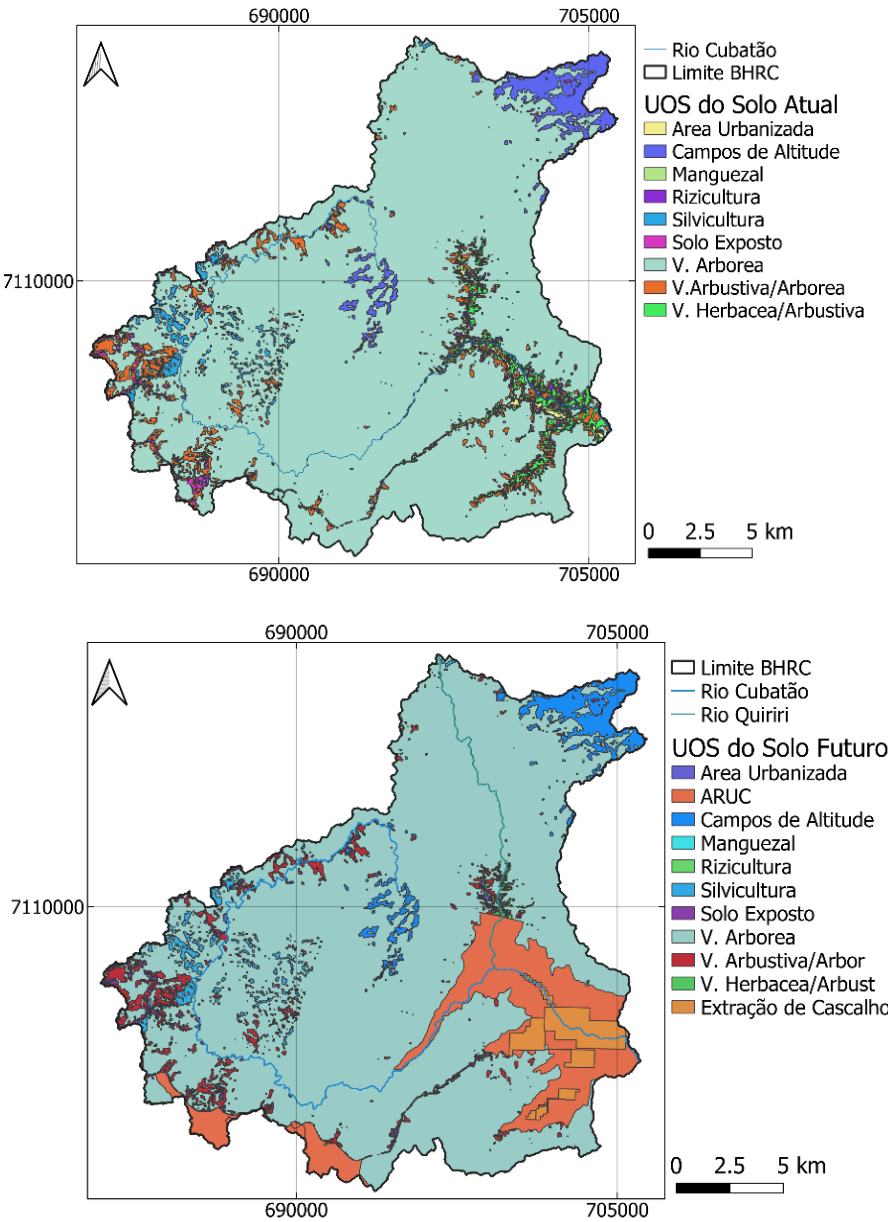 690000 705000
Rio Cubatão
Limite BHRC
UOS do Solo Atual
Area Urbanizada
Campos de Altitude
Manguezal
Rizicultura
Silvicultura
Solo Exposto
V. Arborea
V.Arbustiva/Arborea
V. Herbacea/Arbustiva
7110000
0 2.5 5 km
690000 705000
690000 705000
Limite BHRC
Rio Cubatão
Rio Quiriri
UOS do Solo Futuro
Area Urbanizada
ARUC
Campos de Altitude
Manguezal
Rizicultura
Silvicultura
Solo Exposto
V. Arborea
V. Arbustiva/Arbor
V. Herbacea/Arbust
Extração de Cascalho
7110000
0 2.5 5 km
690000 705000